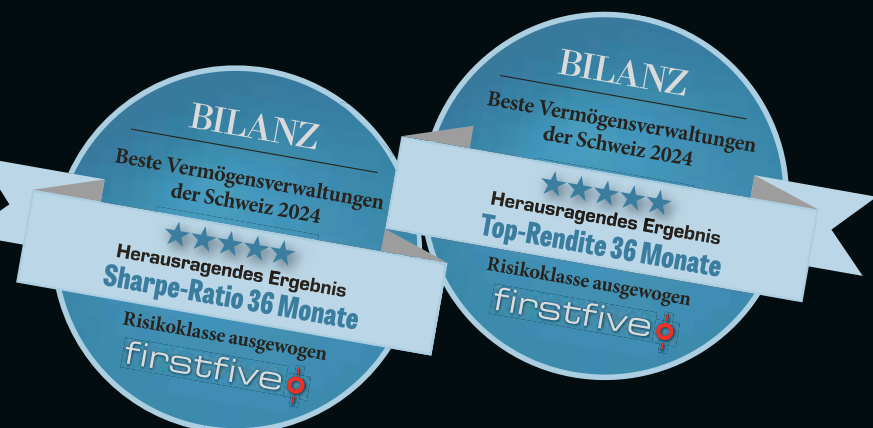 BILANZ
Beste Vermögensverwaltungen
der Schweiz 2024
Herausragendes Ergebnis
Sharpe-Ratio 36 Monate
Risikoklasse ausgewogen
firstfive
BILANZ
Beste Vermögensverwaltungen
der Schweiz 2024
Herausragendes Ergebnis
Top-Rendite 36 Monate
Risikoklasse ausgewogen
firstfive